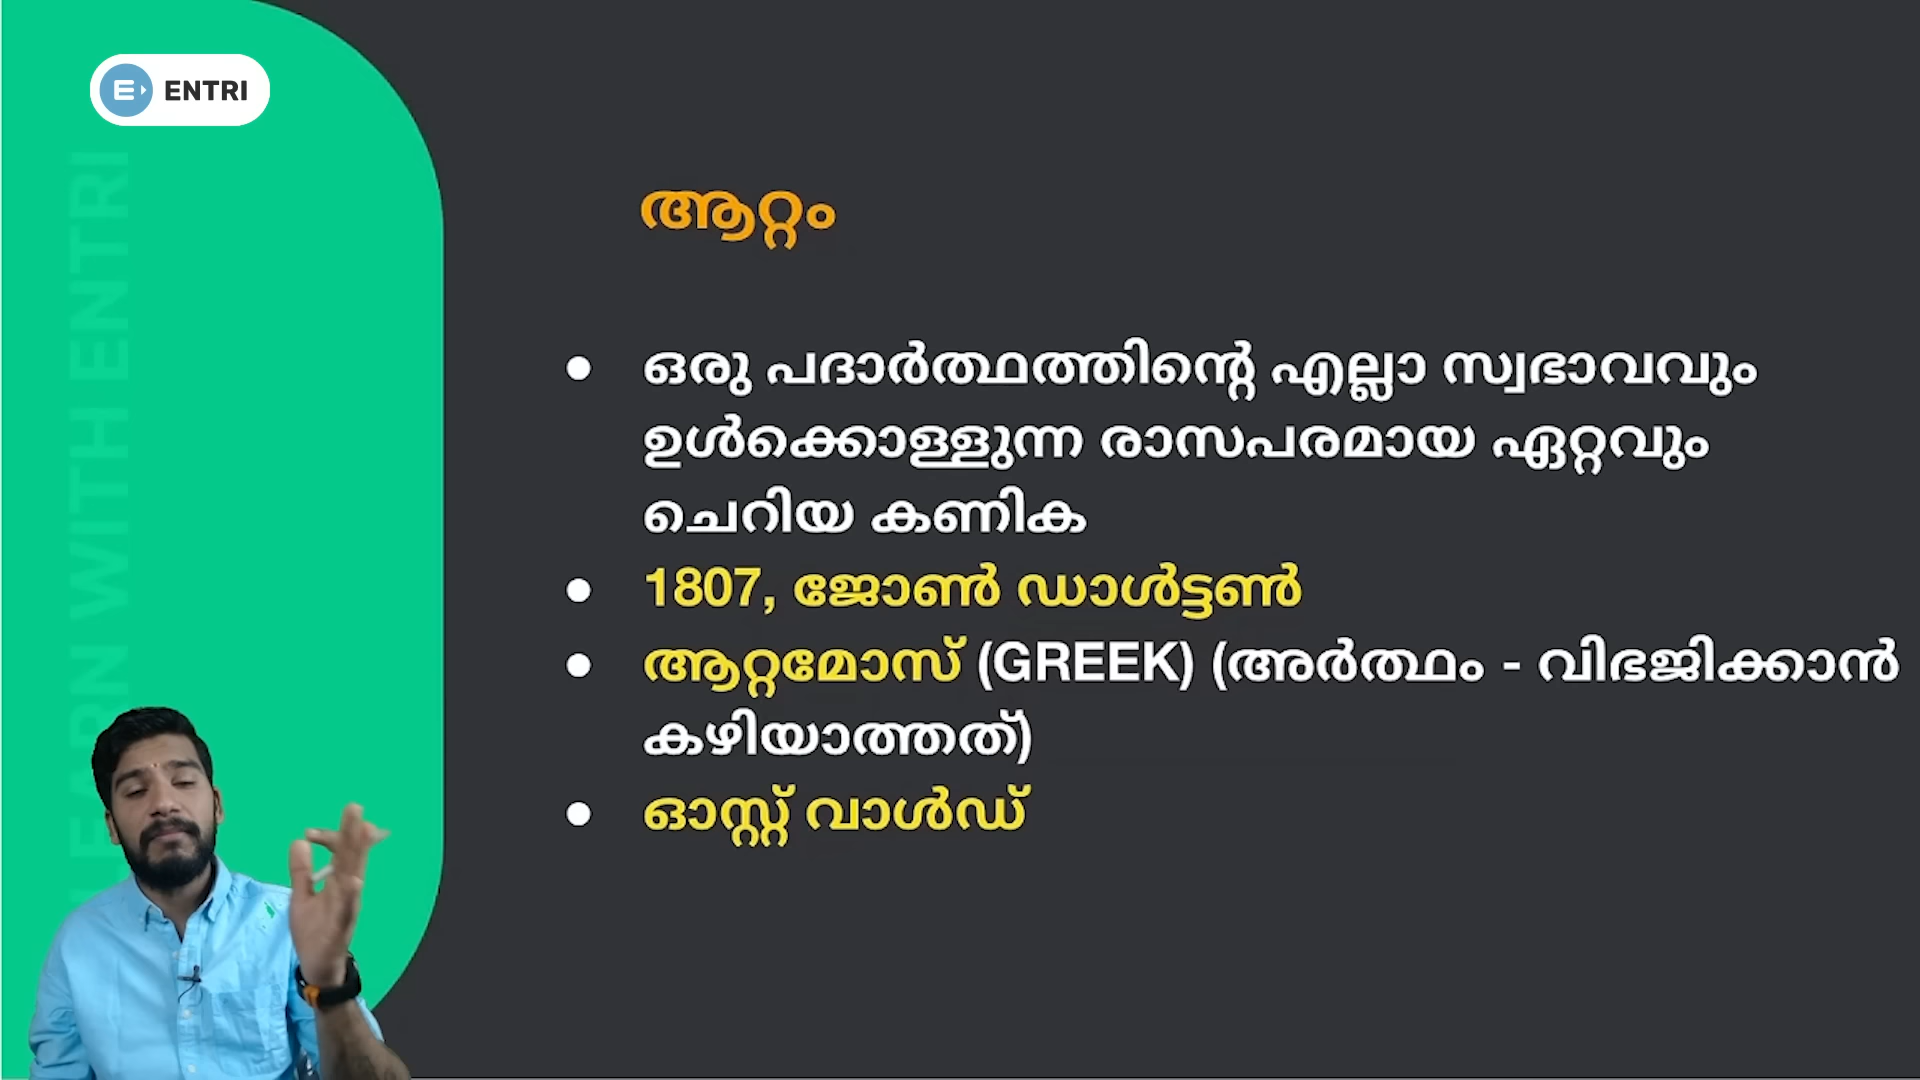 ENTRI
LEARN WITH ENTRI
ആറ്റം
● ഒരു പദാർത്ഥത്തിന്റെ എല്ലാ സ്വഭാവവും
ഉൾക്കൊള്ളുന്ന രാസപരമായ ഏറ്റവും
ചെറിയ കണിക
● 1807, ജോൺ ഡാൾട്ടൺ
● ആറ്റമോസ് (GREEK) (അർത്ഥം - വിഭജിക്കാൻ
കഴിയാത്തത്)
● ഓസ്റ്റ് വാൾഡ്